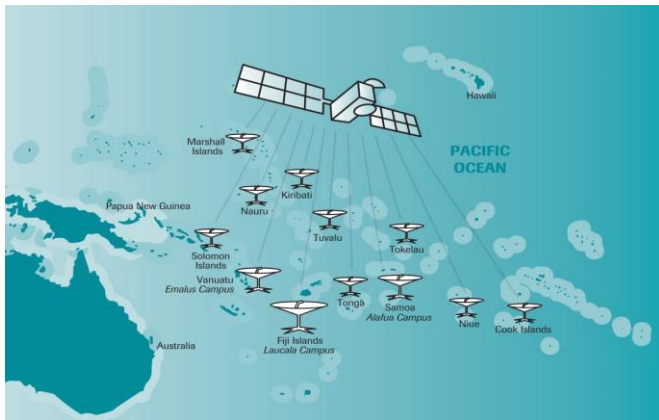 Hawaii
Marshall
Islands
PACIFIC
OCEAN
Kiribati
Papua New Guinea
Nauru
Tuvalu
Tokelau
Solomon
Islands
Vanuatu
Emalus Campus
Tonga
Samoa
Alafua Campus
Niue
Cook Islands
Fiji Islands
Laucala Campus
Australia